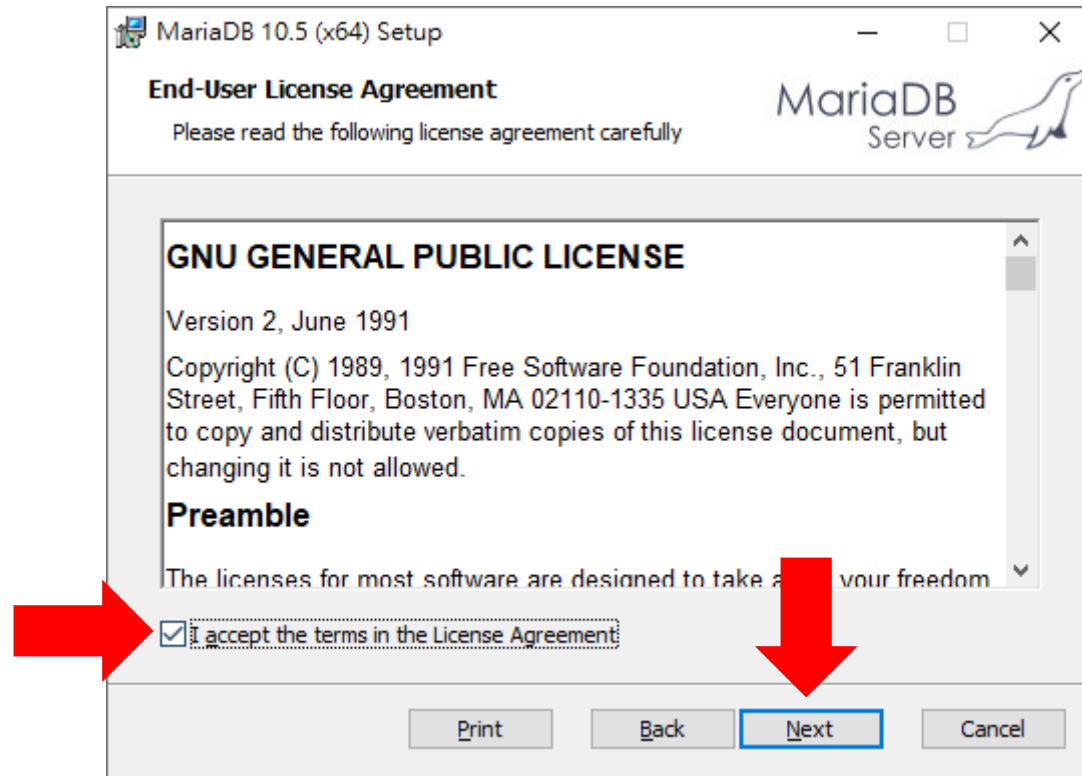 MariaDB 10.5 (x64) Setup
End-User License Agreement
Please read the following license agreement carefully
MariaDB
Server
GNU GENERAL PUBLIC LICENSE
Version 2, June 1991
Copyright (C) 1989, 1991 Free Software Foundation, Inc., 51 Franklin
Street, Fifth Floor, Boston, MA 02110-1335 USA Everyone is permitted
to copy and distribute verbatim copies of this license document, but
changing it is not allowed.
Preamble
The licenses for most software are designed to take your freedom
I accept the terms in the License Agreement
Print Back Next Cancel